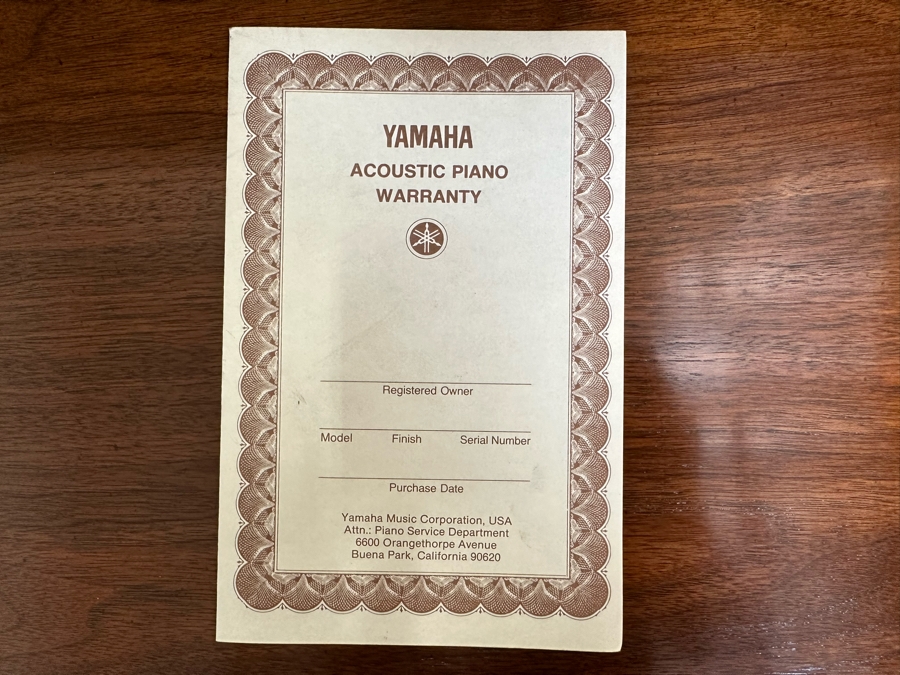 YAMAHA
ACOUSTIC PIANO
WARRANTY
Registered Owner
Model Finish Serial Number
Purchase Date
Yamaha Music Corporation, USA
Attn.: Piano Service Department
6600 Orangethorpe Avenue
Buena Park, California 90620